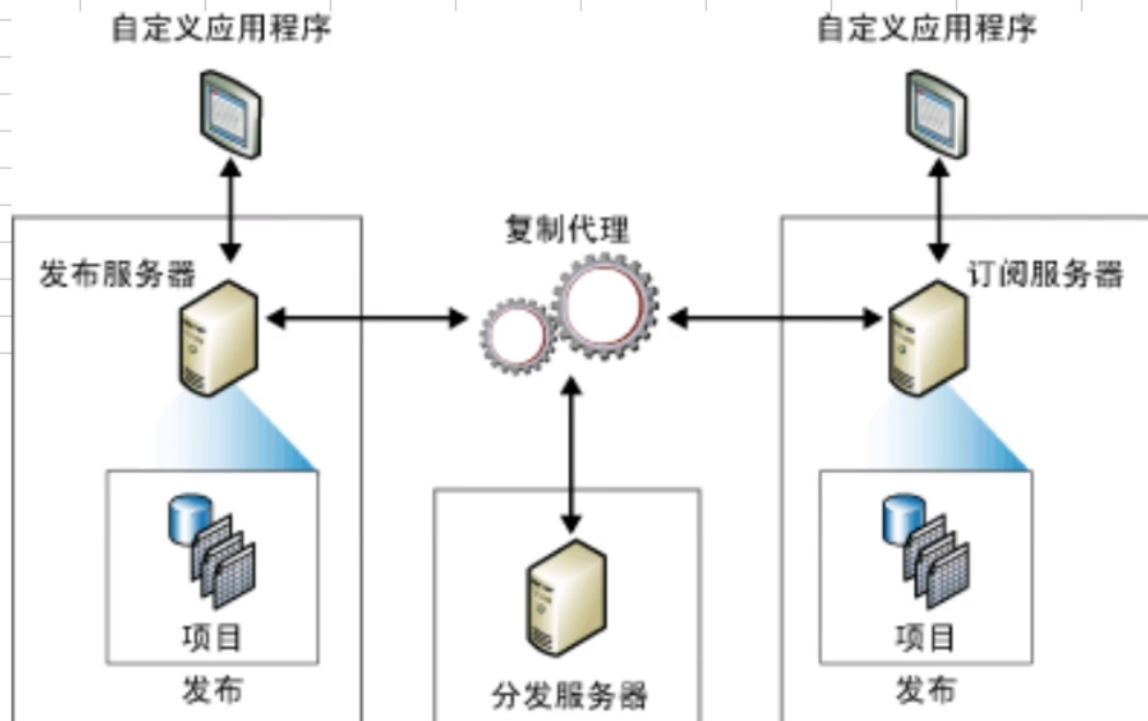 自定义应用程序
自定义应用程序
复制代理
发布服务器
订阅服务器
项目
项目
发布
分发服务器
发布